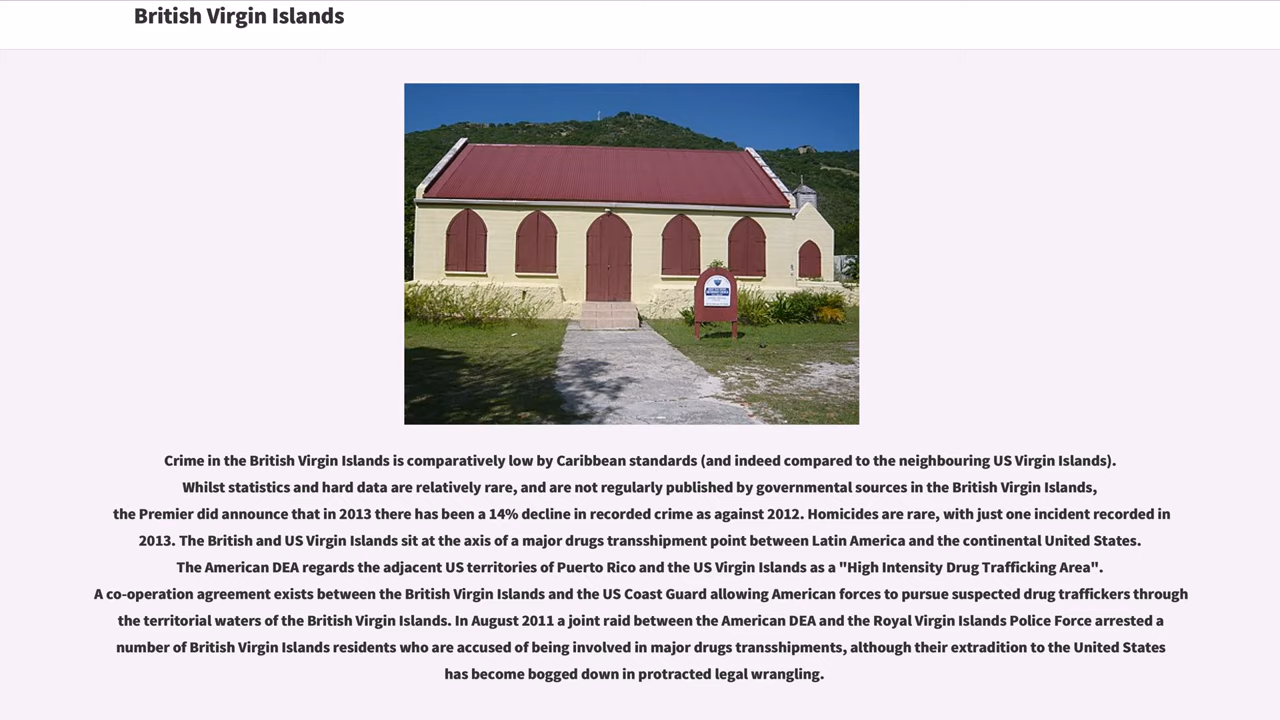 British Virgin Islands
Crime in the British Virgin Islands is comparatively low by Caribbean standards (and indeed compared to the neighbouring US Virgin Islands).
Whilst statistics and hard data are relatively rare, and are not regularly published by governmental sources in the British Virgin Islands,
the Premier did announce that in 2013 there has been a 14% decline in recorded crime as against 2012. Homicides are rare, with just one incident recorded in
2013. The British and US Virgin Islands sit at the axis of a major drugs transshipment point between Latin America and the continental United States.
The American DEA regards the adjacent US territories of Puerto Rico and the US Virgin Islands as a "High Intensity Drug Trafficking Area".
A co-operation agreement exists between the British Virgin Islands and the US Coast Guard allowing American forces to pursue suspected drug traffickers through
the territorial waters of the British Virgin Islands. In August 2011 a joint raid between the American DEA and the Royal Virgin Islands Police Force arrested a
number of British Virgin Islands residents who are accused of being involved in major drugs transshipments, although their extradition to the United States
has become bogged down in protracted legal wrangling.